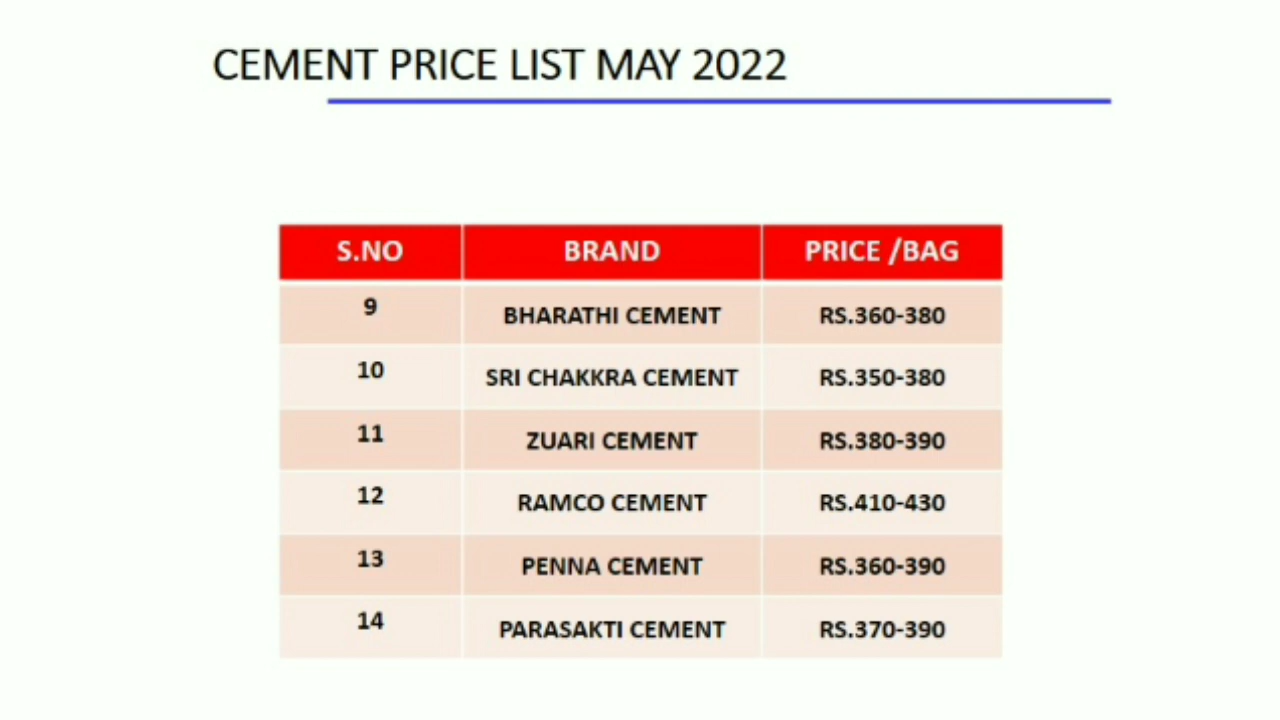 CEMENT PRICE LIST MAY 2022
S.NO BRAND PRICE /BAG
9 BHARATHI CEMENT RS.360-380
10 SRI CHAKKRA CEMENT RS.350-380
11 ZUARI CEMENT RS.380-390
12 RAMCO CEMENT RS.410-430
13 PENNA CEMENT RS.360-390
14 PARASAKTI CEMENT RS.370-390